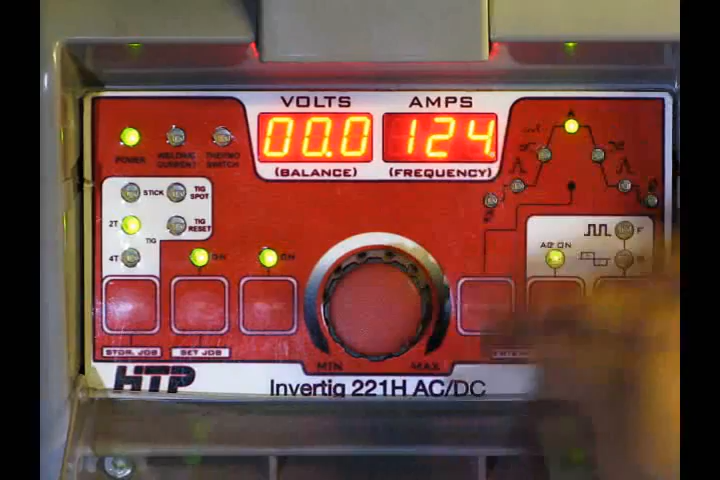 VOLTS
AMPS
00.0
124
(BALANCE)
(FREQUENCY)
POWER
WELDING
CURRENT
THERMO
SWITCH
STICK
TIG
SPOT
2T
TIG
RESET
TIG
4T
ON
ON
AC ON
F
STOR. JOB
SET JOB
MIN
MAX
HTP
Invertig 221H AC/DC